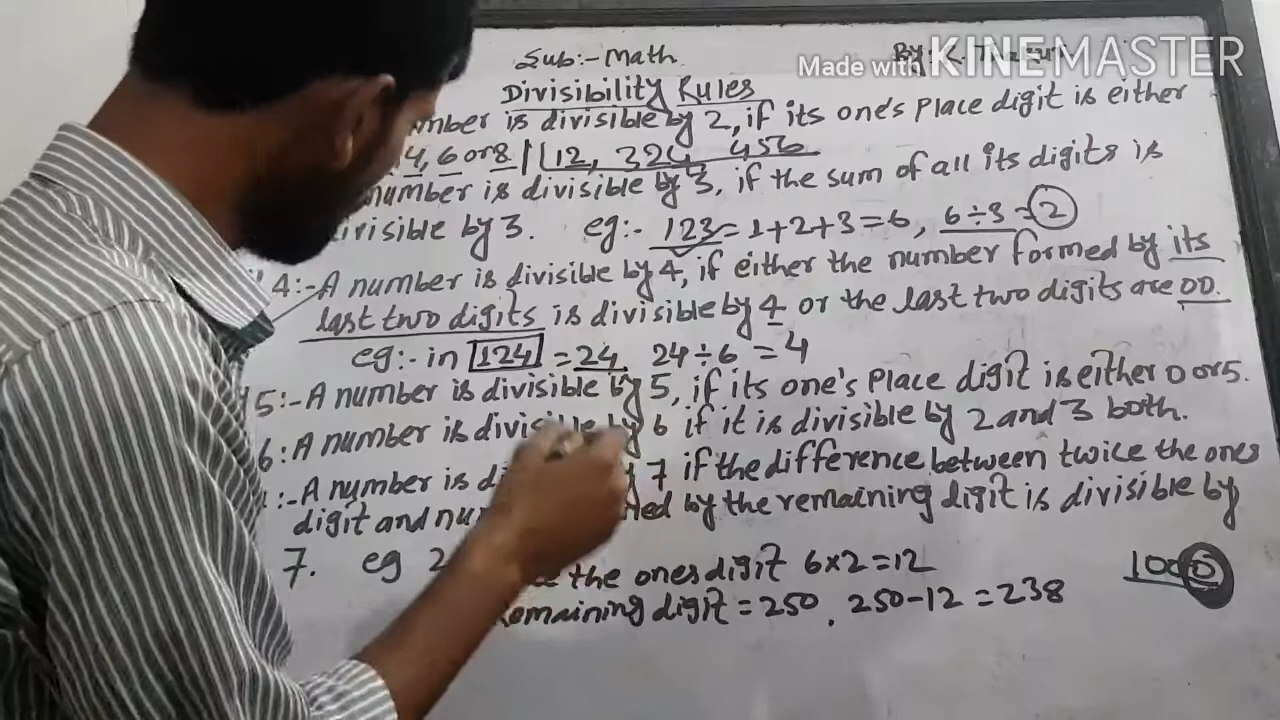 Sub:- Math.
Made with KINEMASTER
By:
Divisibility Rules
mber is divisible by 2, if its one's place digit is either
4, 6 or 8 | 12, 324 456
number is divisible by 3, if the sum of all its digits is
visible by 3. eg:- 123 = 1+2+3 = 6, 6÷3 = 2
4:- A number is divisible by 4, if either the number formed by its
last two digits is divisible by 4 or the last two digits are 00.
eg:- in 124 = 24 24÷6 = 4
5:- A number is divisible by 5, if its one's place digit is either 0 or 5.
6: A number is divisible by 6 if it is divisible by 2 and 3 both.
:- A number is di 7 if the difference between twice the ones
digit and nu ed by the remaining digit is divisible by
7. eg 2 the ones digit 6x2=12
Remaining digit = 250, 250-12 = 238
1000